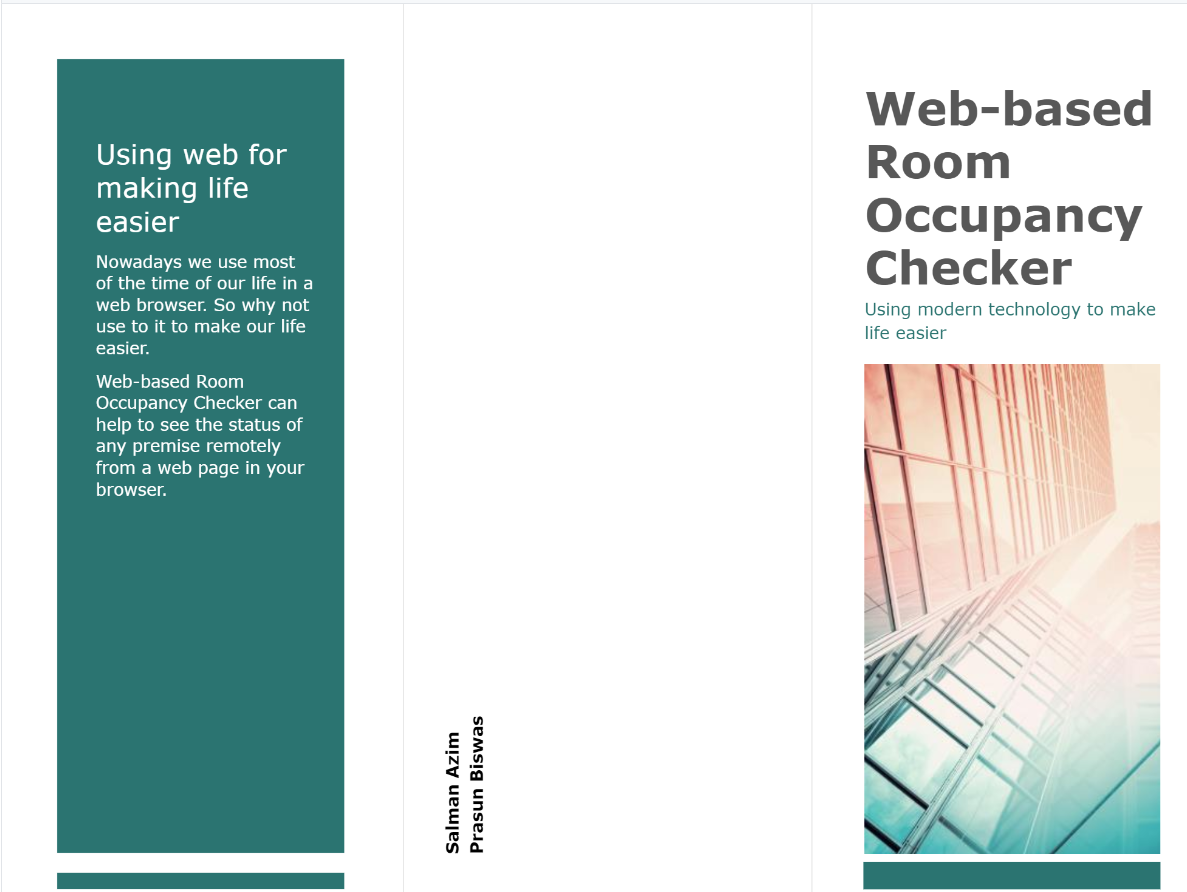 Using web for
making life
easier
Nowadays we use most
of the time of our life in a
web browser. So why not
use to it to make our life
easier.
Web-based Room
Occupancy Checker can
help to see the status of
any premise remotely
from a web page in your
browser.
Salman Azim
Prasun Biswas
Web-based
Room
Occupancy
Checker
Using modern technology to make
life easier